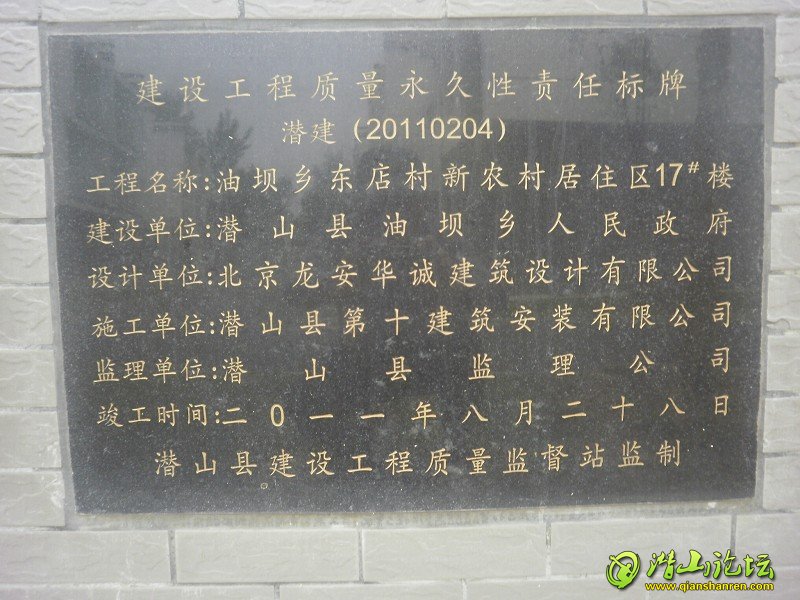 建设工程质量永久性责任标牌
潜建（20110204）
工程名称:油坝乡东店村新农村居住区17#楼
建设单位:潜山县油坝乡人民政府
设计单位:北京龙安华诚建筑设计有限公司
施工单位:潜山县第十建筑安装有限公司
监理单位:潜山县监理公司
竣工时间:二0一一年八月二十八日
潜山县建设工程质量监督站监制
潜山论坛
www.qianshanren.com